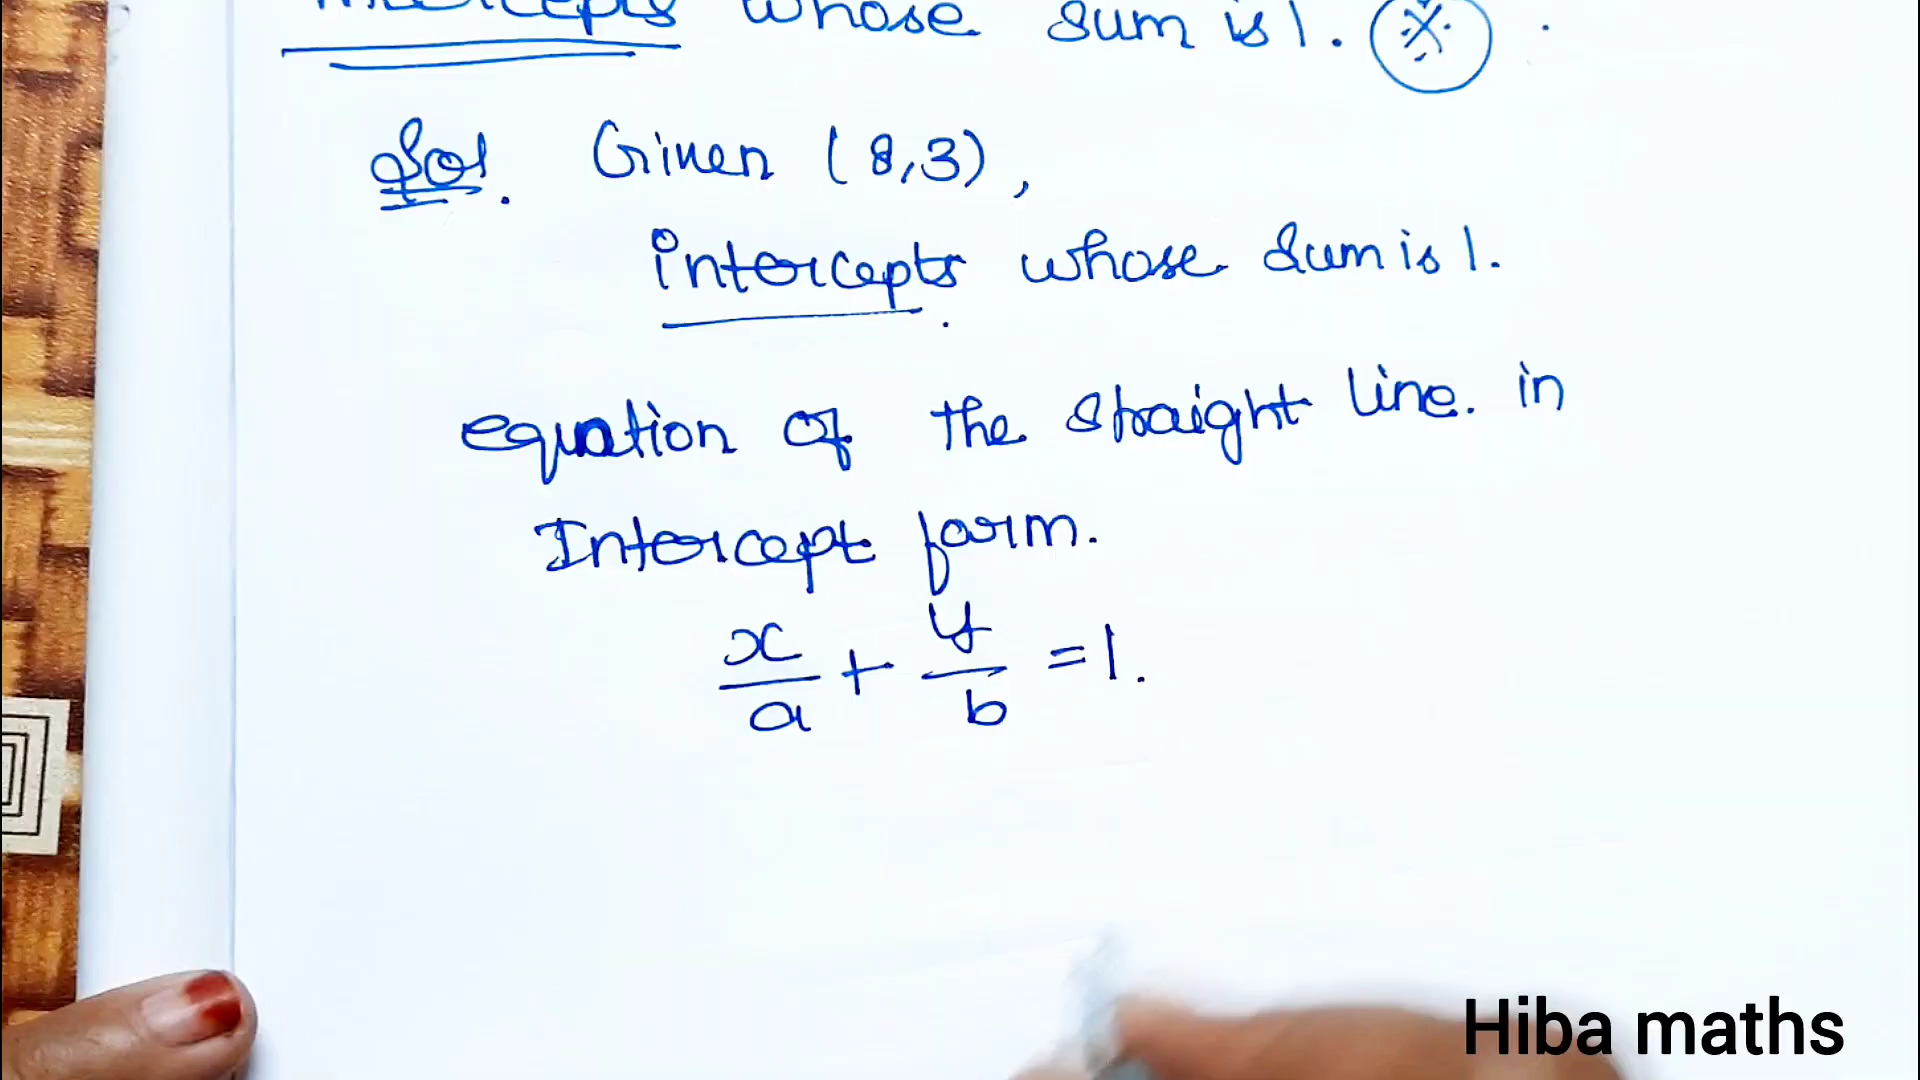 Intercepts whose sum is 1.
Sol. Given (8,3),
intercepts whose sum is 1.
equation of the straight line. in
Intercept form.
x/a + y/b = 1.
Hiba maths